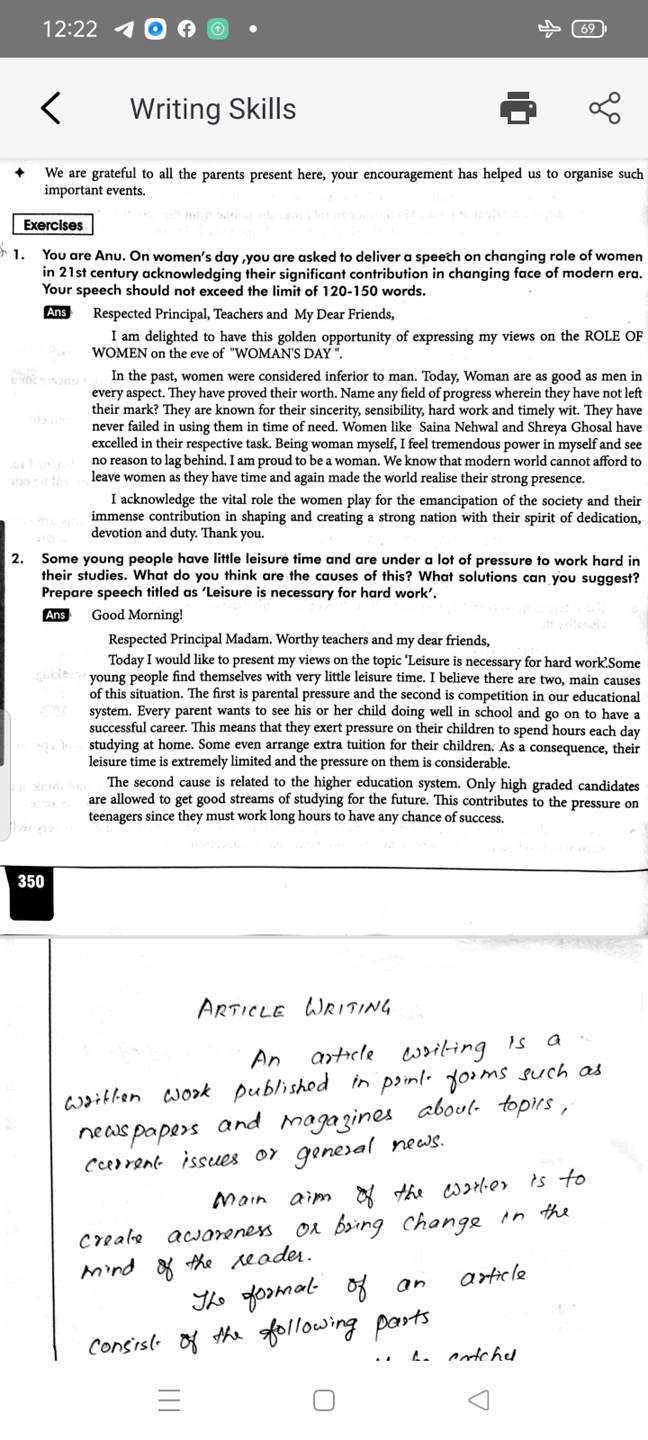 12:22
69
Writing Skills
✦ We are grateful to all the parents present here, your encouragement has helped us to organise such
important events.
Exercises
1. You are Anu. On women's day ,you are asked to deliver a speech on changing role of women
in 21st century acknowledging their significant contribution in changing face of modern era.
Your speech should not exceed the limit of 120-150 words.
Ans Respected Principal, Teachers and My Dear Friends,
I am delighted to have this golden opportunity of expressing my views on the ROLE OF
WOMEN on the eve of "WOMAN'S DAY ".
In the past, women were considered inferior to man. Today, Woman are as good as men in
every aspect. They have proved their worth. Name any field of progress wherein they have not left
their mark? They are known for their sincerity, sensibility, hard work and timely wit. They have
never failed in using them in time of need. Women like Saina Nehwal and Shreya Ghosal have
excelled in their respective task. Being woman myself, I feel tremendous power in myself and see
no reason to lag behind. I am proud to be a woman. We know that modern world cannot afford to
leave women as they have time and again made the world realise their strong presence.
I acknowledge the vital role the women play for the emancipation of the society and their
immense contribution in shaping and creating a strong nation with their spirit of dedication,
devotion and duty. Thank you.
2. Some young people have little leisure time and are under a lot of pressure to work hard in
their studies. What do you think are the causes of this? What solutions can you suggest?
Prepare speech titled as 'Leisure is necessary for hard work'.
Ans Good Morning!
Respected Principal Madam. Worthy teachers and my dear friends,
Today I would like to present my views on the topic 'Leisure is necessary for hard work'.Some
young people find themselves with very little leisure time. I believe there are two, main causes
of this situation. The first is parental pressure and the second is competition in our educational
system. Every parent wants to see his or her child doing well in school and go on to have a
successful career. This means that they exert pressure on their children to spend hours each day
studying at home. Some even arrange extra tuition for their children. As a consequence, their
leisure time is extremely limited and the pressure on them is considerable.
The second cause is related to the higher education system. Only high graded candidates
are allowed to get good streams of studying for the future. This contributes to the pressure on
teenagers since they must work long hours to have any chance of success.
350
ARTICLE WRITING
An article writing is a
written work published in print forms such as
newspapers and magazines about topics,
current issues or general news.
Main aim of the writer is to
create awareness or bring change in the
mind of the reader.
The format of an article
consist of the following parts